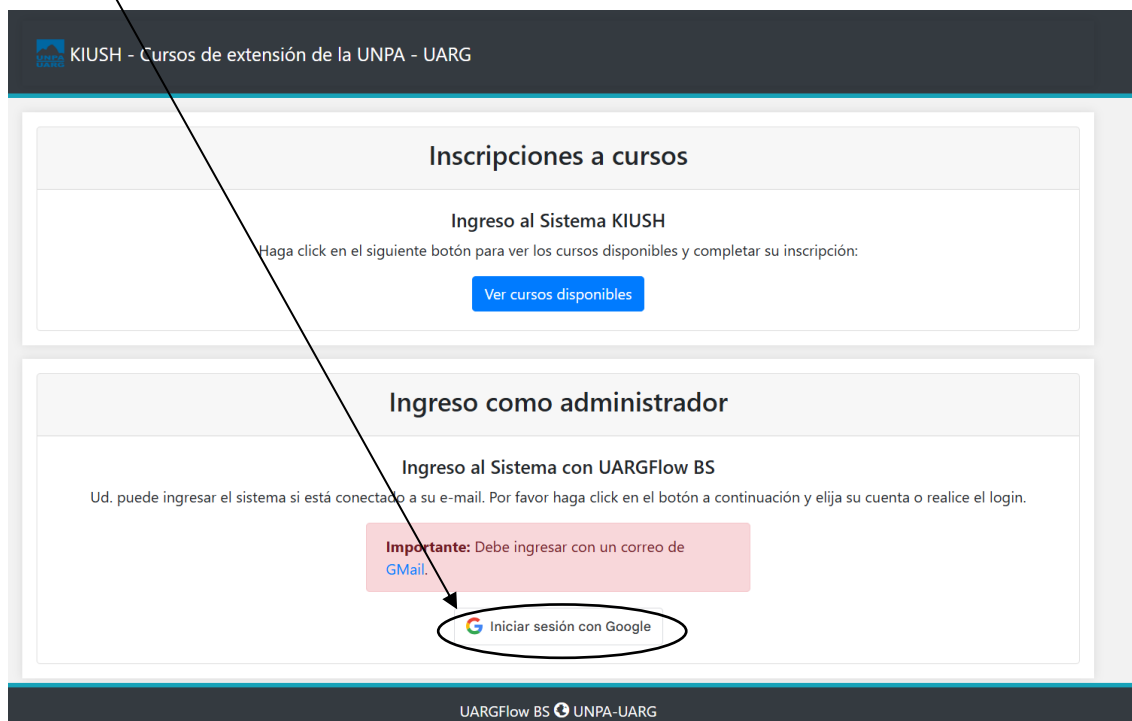 UNPA
UARG
KIUSH - Cursos de extensión de la UNPA - UARG
Inscripciones a cursos
Ingreso al Sistema KIUSH
Haga click en el siguiente botón para ver los cursos disponibles y completar su inscripción:
Ver cursos disponibles
Ingreso como administrador
Ingreso al Sistema con UARGFlow BS
Ud. puede ingresar el sistema si está conectado a su e-mail. Por favor haga click en el botón a continuación y elija su cuenta o realice el login.
Importante: Debe ingresar con un correo de
GMail.
Iniciar sesión con Google
UARGFlow BS UNPA-UARG